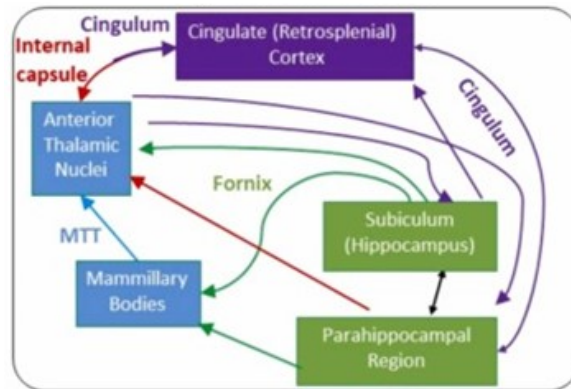 Cingulum
Cingulate (Retrosplenial)
Cortex
Internal
capsule
Anterior
Thalamic
Nuclei
Cingulum
Fornix
Subiculum
(Hippocampus)
MTT
Mammillary
Bodies
Parahippocampal
Region